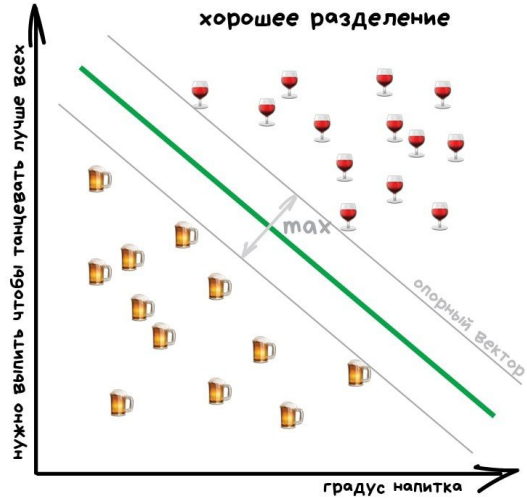 хорошее разделение
нужно выпить чтобы танцевать лучше всех
max
опорный вектор
градус напитка